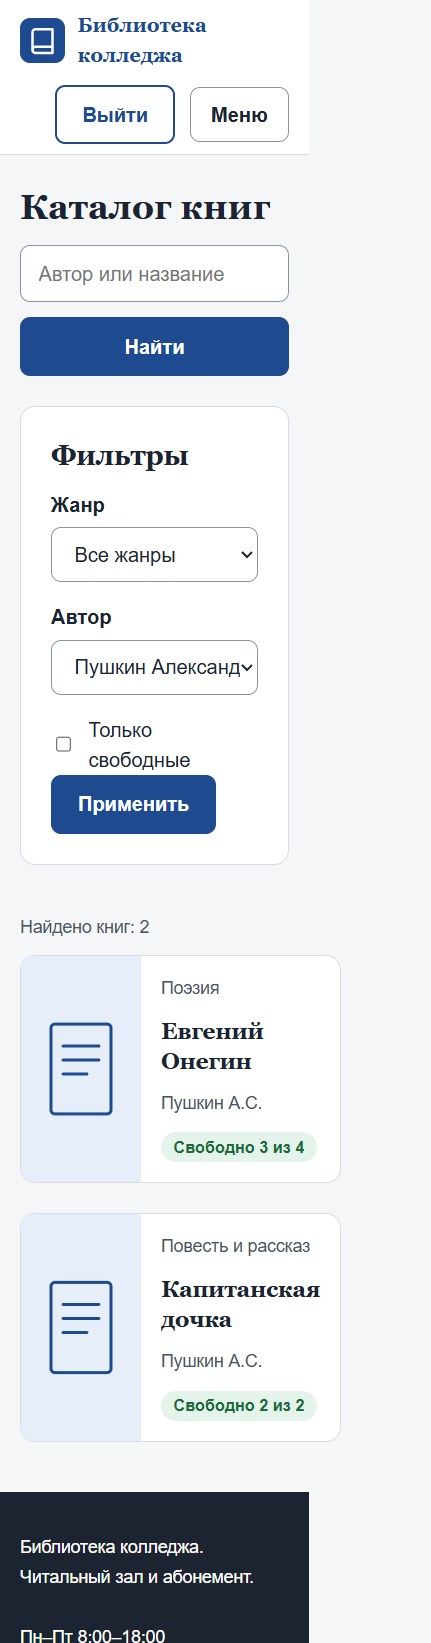 Библиотека
колледжа
Выйти
Меню
Каталог книг
Автор или название
Найти
Фильтры
Жанр
Все жанры
Автор
Пушкин Александ
Только
свободные
Применить
Найдено книг: 2
Поэзия
Евгений
Онегин
Пушкин А.С.
Свободно 3 из 4
Повесть и рассказ
Капитанская
дочка
Пушкин А.С.
Свободно 2 из 2
Библиотека колледжа.
Читальный зал и абонемент.
Пн–Пт 8:00–18:00